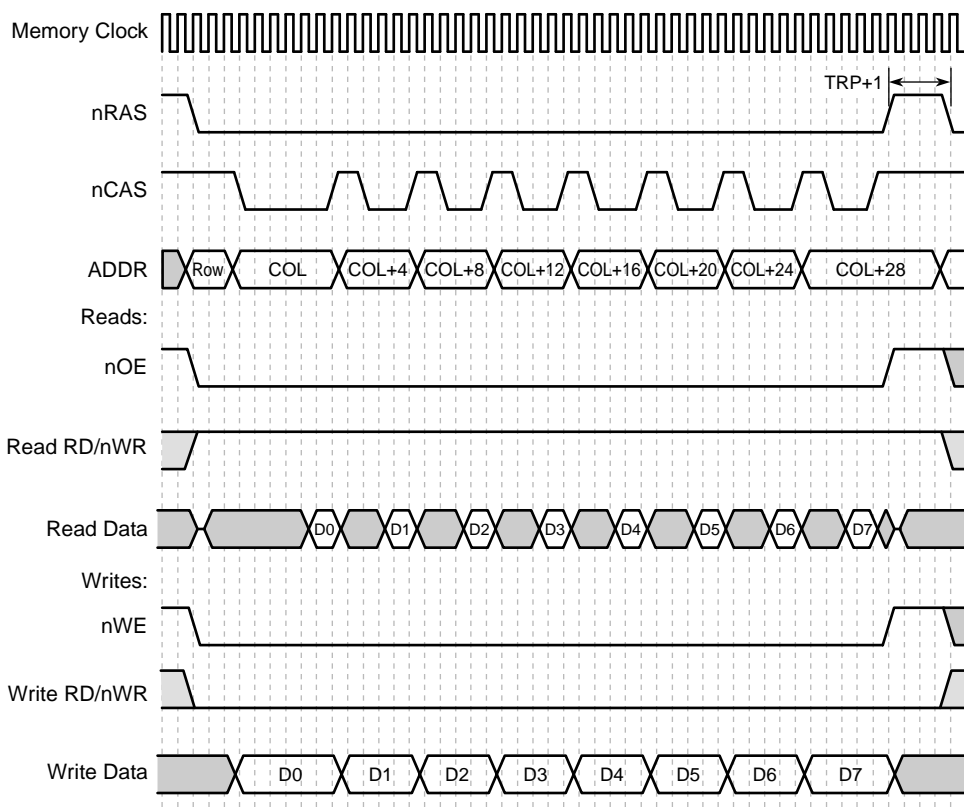 Memory Clock
TRP+1
nRAS
nCAS
ADDR Row COL COL+4 COL+8 COL+12 COL+16 COL+20 COL+24 COL+28
Reads:
nOE
Read RD/nWR
Read Data D0 D1 D2 D3 D4 D5 D6 D7
Writes:
nWE
Write RD/nWR
Write Data D0 D1 D2 D3 D4 D5 D6 D7